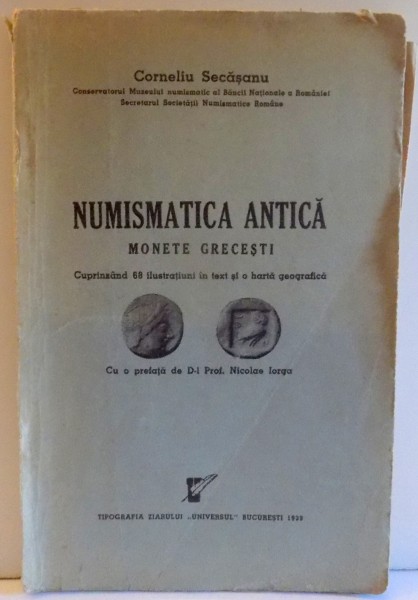 Corneliu Secășanu
Conservatorul Muzeului numismatic al Băncii Naționale a României
Secretarul Societății Numismatice Române
NUMISMATICA ANTICĂ
MONETE GRECEȘTI
Cuprinzând 68 ilustrațiuni în text și o hartă geografică
Cu o prefață de D-l Prof. Nicolae Iorga
TIPOGRAFIA ZIARULUI „UNIVERSUL" BUCUREȘTI